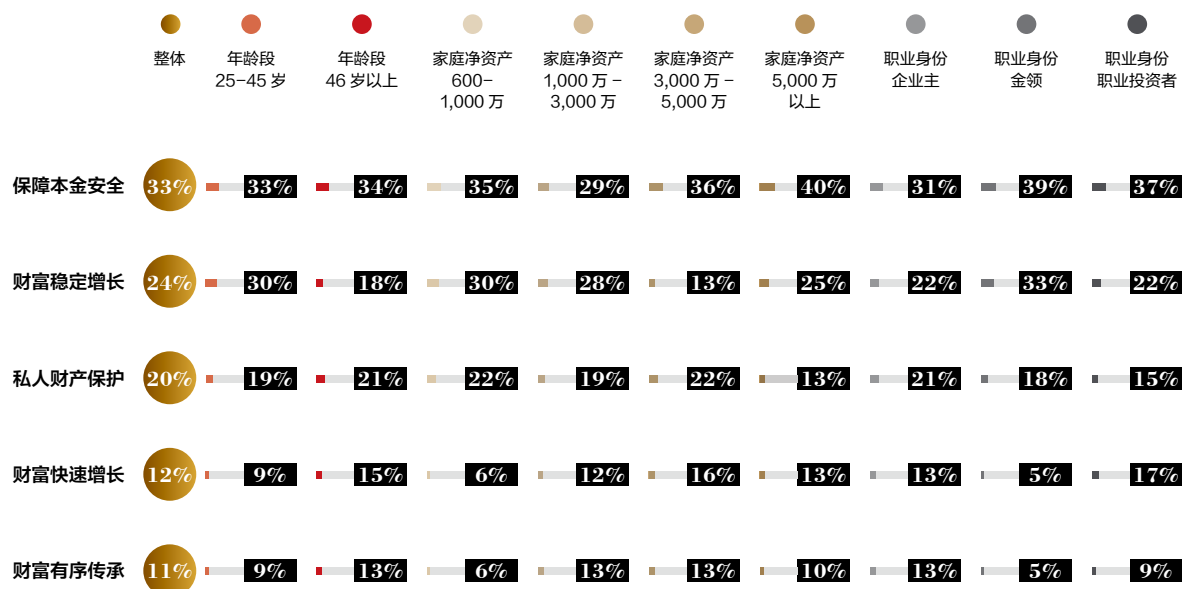 整体
年龄段
25-45 岁
年龄段
46 岁以上
家庭净资产
600-
1,000 万
家庭净资产
1,000 万 -
3,000 万
家庭净资产
3,000 万 -
5,000 万
家庭净资产
5,000 万
以上
职业身份
企业主
职业身份
金领
职业身份
职业投资者
保障本金安全 33% 33% 34% 35% 29% 36% 40% 31% 39% 37%
财富稳定增长 24% 30% 18% 30% 28% 13% 25% 22% 33% 22%
私人财产保护 20% 19% 21% 22% 19% 22% 13% 21% 18% 15%
财富快速增长 12% 9% 15% 6% 12% 16% 13% 13% 5% 17%
财富有序传承 11% 9% 13% 6% 13% 13% 10% 13% 5% 9%